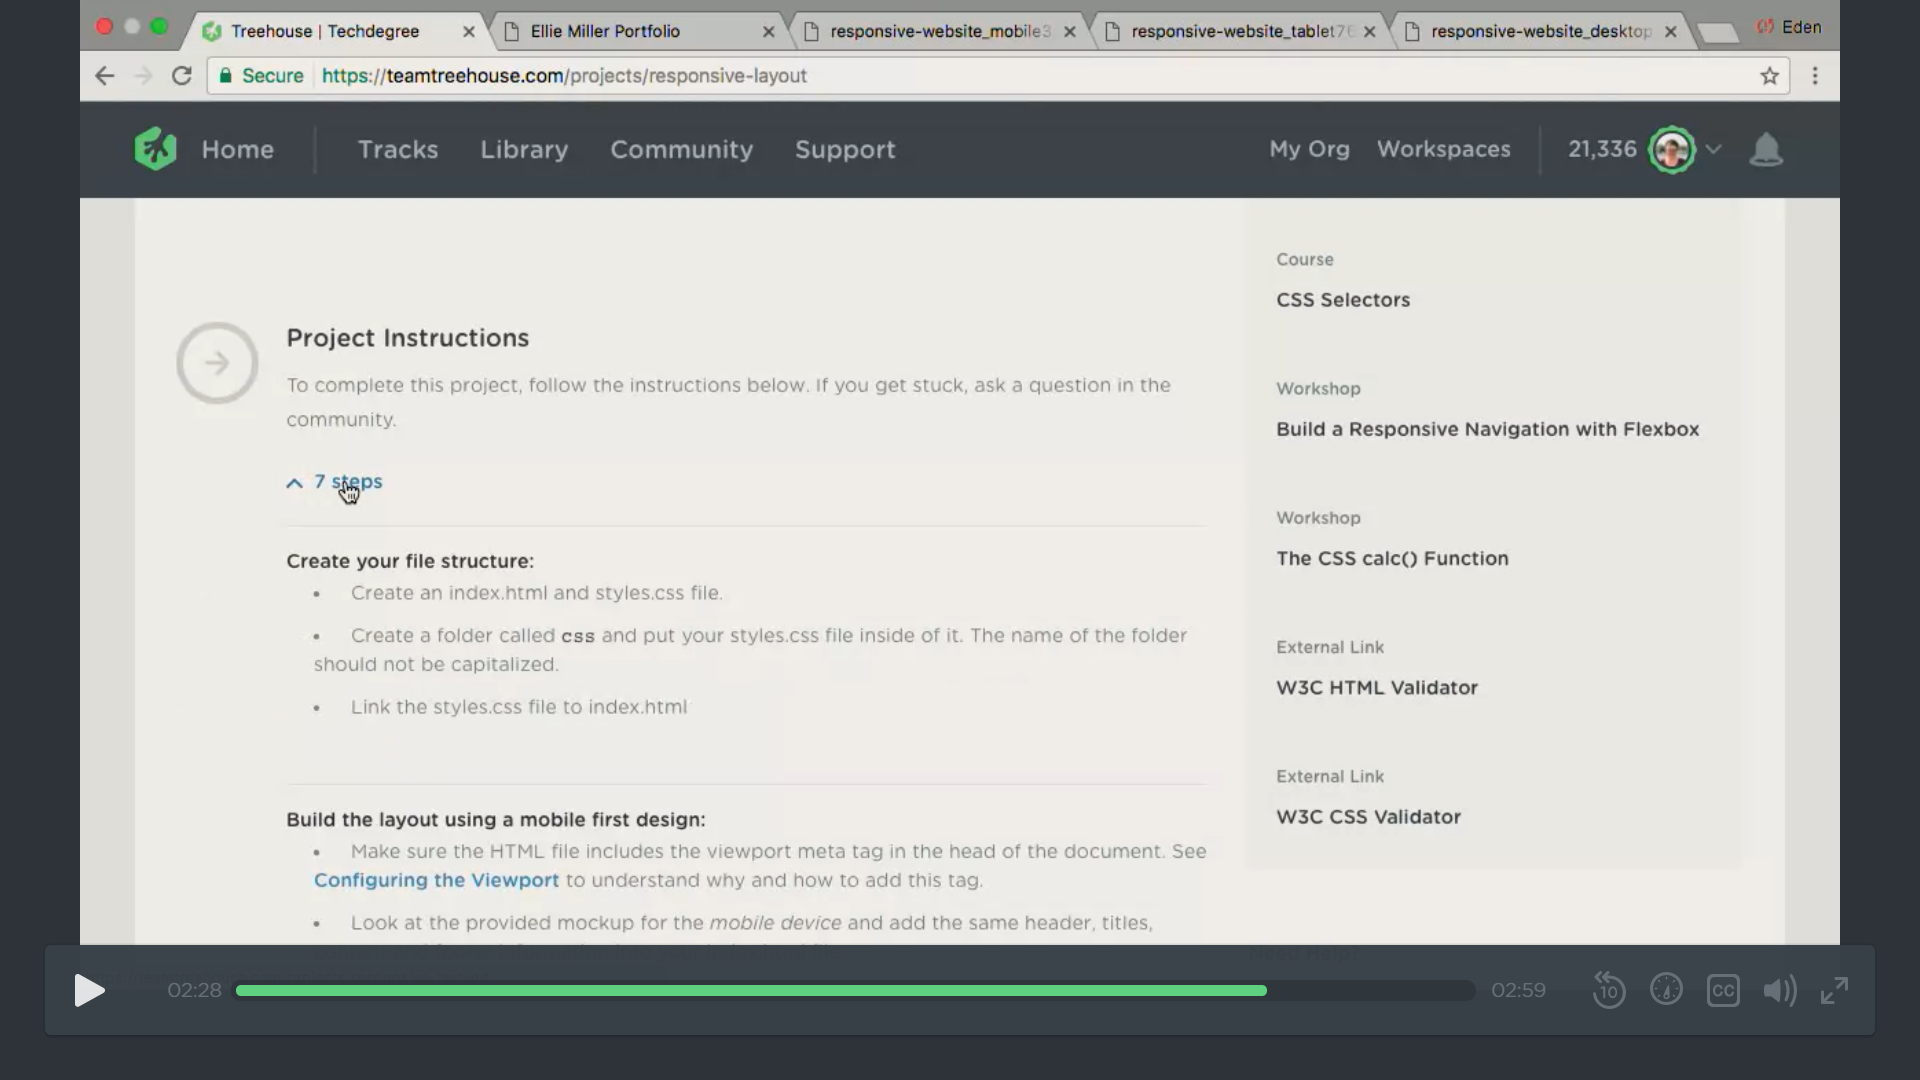 Treehouse | Techdegree
Ellie Miller Portfolio
responsive-website_mobile3
responsive-website_tablet76
responsive-website_desktop
Eden
Secure
https://teamtreehouse.com/projects/responsive-layout
Home
Tracks
Library
Community
Support
My Org
Workspaces
21,336
Project Instructions
To complete this project, follow the instructions below. If you get stuck, ask a question in the
community.
7 steps
Create your file structure:
• Create an index.html and styles.css file.
• Create a folder called css and put your styles.css file inside of it. The name of the folder
should not be capitalized.
• Link the styles.css file to index.html
Build the layout using a mobile first design:
• Make sure the HTML file includes the viewport meta tag in the head of the document. See
Configuring the Viewport to understand why and how to add this tag.
• Look at the provided mockup for the mobile device and add the same header, titles,
Course
CSS Selectors
Workshop
Build a Responsive Navigation with Flexbox
Workshop
The CSS calc() Function
External Link
W3C HTML Validator
External Link
W3C CSS Validator
02:28
02:59
10
CC